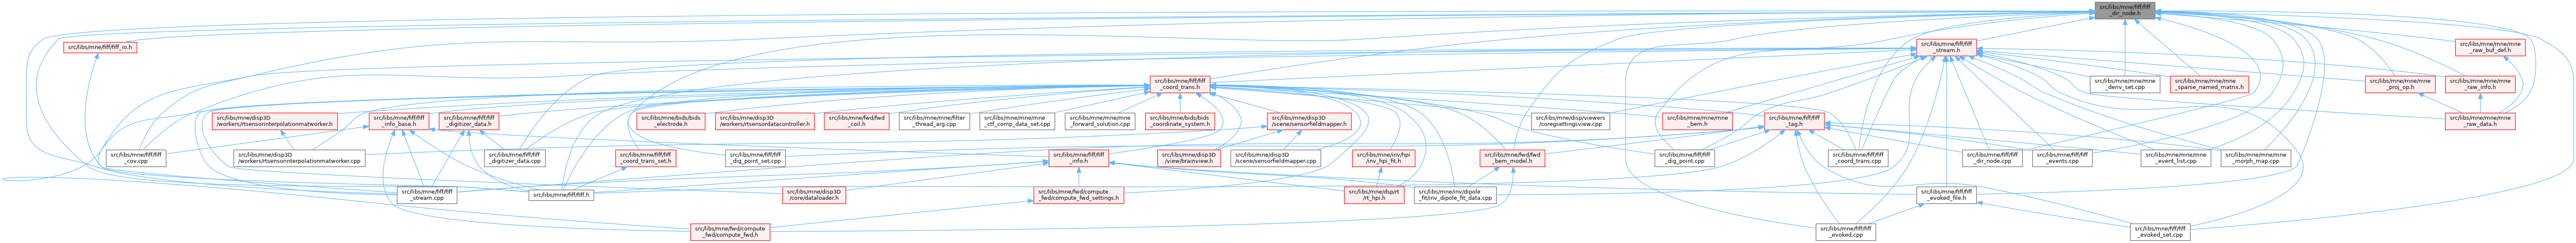 src/libs/mne/fiff/fiff
_dir_node.h
src/libs/mne/fiff/fiff_io.h
src/libs/mne/fiff/fiff
_stream.h
src/libs/mne/mne/mne
_raw_buf_def.h
src/libs/mne/fiff/fiff
_coord_trans.h
src/libs/mne/mne/mne
_deriv_set.cpp
src/libs/mne/mne/mne
_sparse_named_matrix.h
src/libs/mne/mne/mne
_proj_op.h
src/libs/mne/mne/mne
_raw_info.h
src/libs/mne/disp3D
/workers/rtsensorinterpolationmatworker.h
src/libs/mne/fiff/fiff
_info_base.h
src/libs/mne/fiff/fiff
_digitizer_data.h
src/libs/mne/bids/bids
_electrode.h
src/libs/mne/disp3D
/workers/rtsensordatacontroller.h
src/libs/mne/fwd/fwd
_coil.h
src/libs/mne/mne/filter
_thread_arg.cpp
src/libs/mne/mne/mne
_ctf_comp_data_set.cpp
src/libs/mne/mne/mne
_forward_solution.cpp
src/libs/mne/bids/bids
_coordinate_system.h
src/libs/mne/disp3D
/scene/sensorfieldmapper.h
src/libs/mne/disp/viewers
/coregsettingsview.cpp
src/libs/mne/mne/mne
_bem.h
src/libs/mne/fiff/fiff
_tag.h
src/libs/mne/mne/mne
_raw_data.h
src/libs/mne/fiff/fiff
_cov.cpp
src/libs/mne/disp3D
/workers/rtsensorinterpolationmatworker.cpp
src/libs/mne/fiff/fiff
_digitizer_data.cpp
src/libs/mne/fiff/fiff
_coord_trans_set.h
src/libs/mne/fiff/fiff
_dig_point_set.cpp
src/libs/mne/fiff/fiff
_info.h
src/libs/mne/disp3D
/view/brainview.h
src/libs/mne/disp3D
/scene/sensorfieldmapper.cpp
src/libs/mne/inv/hpi
/inv_hpi_fit.h
src/libs/mne/fwd/fwd
_bem_model.h
src/libs/mne/fiff/fiff
_dig_point.cpp
src/libs/mne/fiff/fiff
_coord_trans.cpp
src/libs/mne/fiff/fiff
_dir_node.cpp
src/libs/mne/fiff/fiff
_events.cpp
src/libs/mne/mne/mne
_event_list.cpp
src/libs/mne/mne/mne
_morph_map.cpp
src/libs/mne/fiff/fiff
_stream.cpp
src/libs/mne/fiff/fiff.h
src/libs/mne/disp3D
/core/dataloader.h
src/libs/mne/fwd/compute
_fwd/compute_fwd_settings.h
src/libs/mne/dsp/rt
/rt_hpi.h
src/libs/mne/inv/dipole
_fit/inv_dipole_fit_data.cpp
src/libs/mne/fiff/fiff
_evoked_file.h
src/libs/mne/fwd/compute
_fwd/compute_fwd.h
src/libs/mne/fiff/fiff
_evoked.cpp
src/libs/mne/fiff/fiff
_evoked_set.cpp